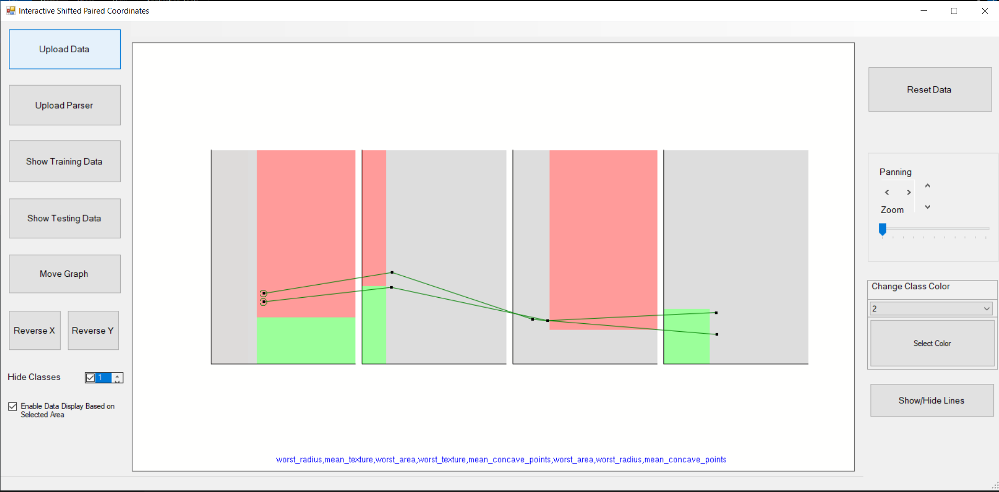 Interactive Shifted Paired Coordinates
Upload Data
Upload Parser
Show Training Data
Show Testing Data
Move Graph
Reverse X
Reverse Y
Hide Classes
1
Enable Data Display Based on
Selected Area
worst_radius,mean_texture,worst_area,worst_texture,mean_concave_points,worst_area,worst_radius,mean_concave_points
Reset Data
Panning
Zoom
Change Class Color
2
Select Color
Show/Hide Lines